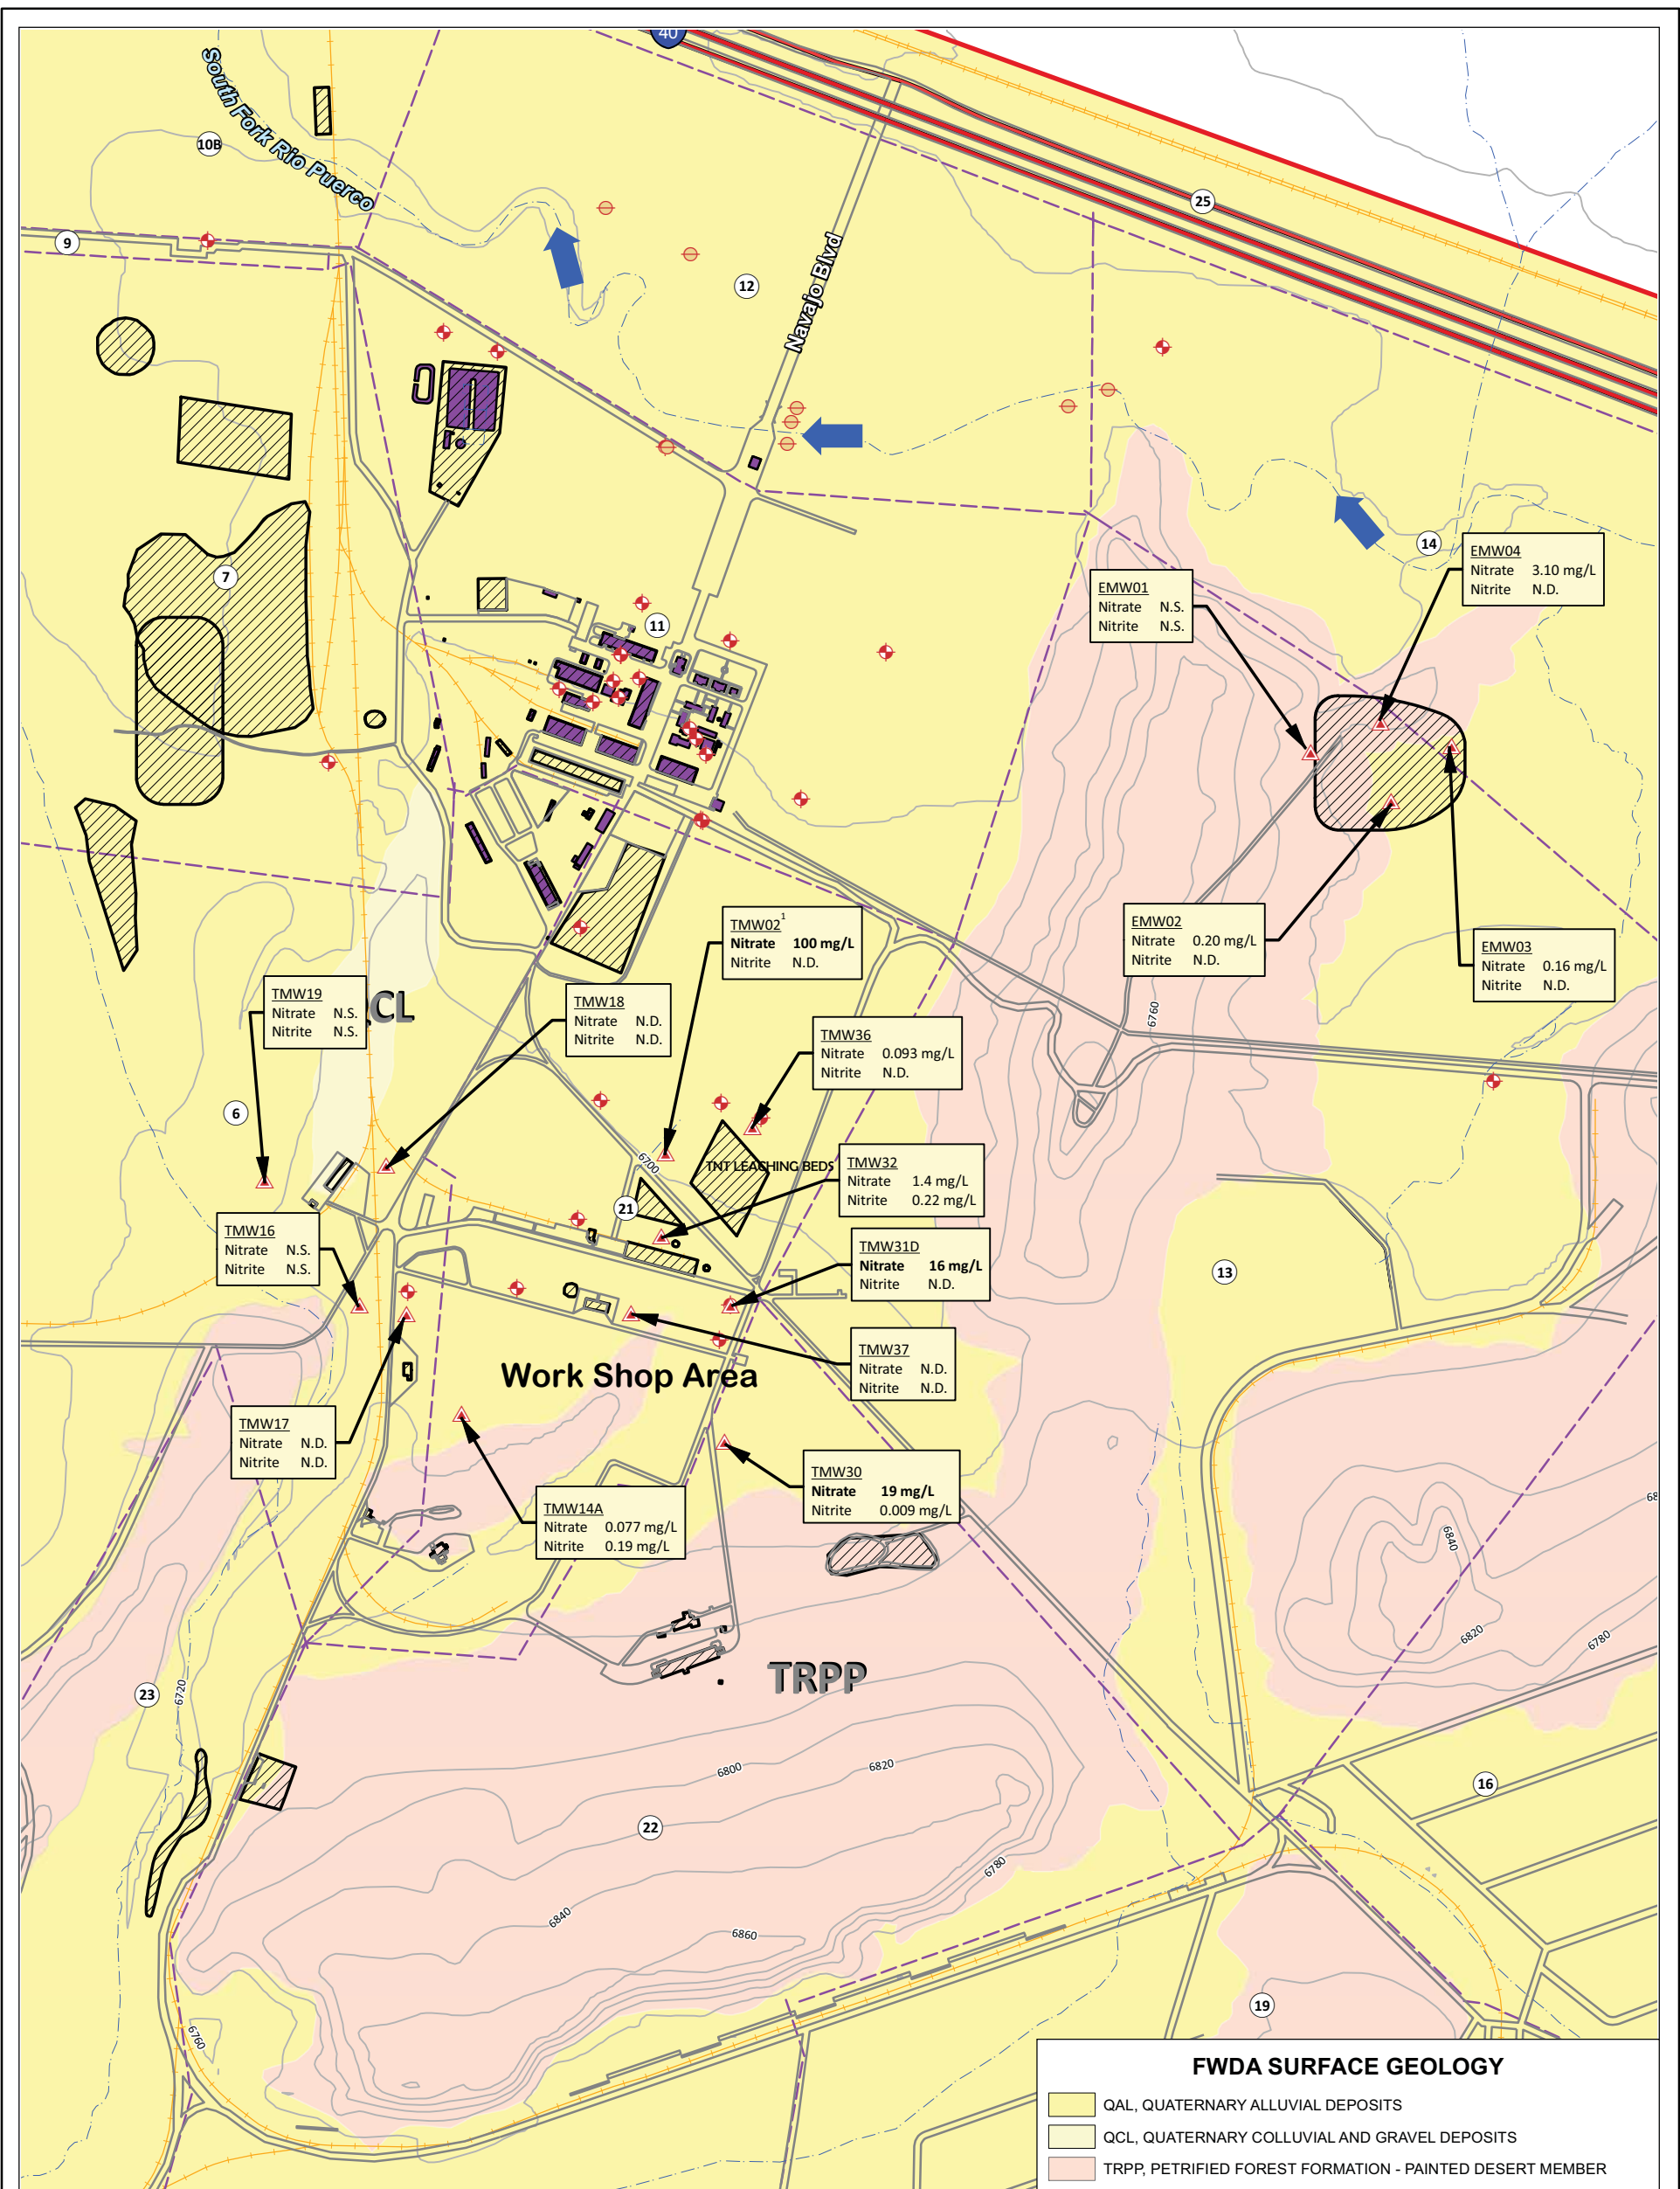 40
South Fork Rio Puerco
10B
25
9
12
Navajo Blvd
14
EMW04
Nitrate 3.10 mg/L
Nitrite N.D.
EMW01
Nitrate N.S.
Nitrite N.S.
7
11
EMW02
Nitrate 0.20 mg/L
Nitrite N.D.
EMW03
Nitrate 0.16 mg/L
Nitrite N.D.
TMW02¹
Nitrate 100 mg/L
Nitrite N.D.
TMW19
Nitrate N.S.
Nitrite N.S.
CL
TMW18
Nitrate N.D.
Nitrite N.D.
6760
TMW36
Nitrate 0.093 mg/L
Nitrite N.D.
6
6700
TNT LEACHING BEDS
TMW32
Nitrate 1.4 mg/L
Nitrite 0.22 mg/L
21
TMW16
Nitrate N.S.
Nitrite N.S.
TMW31D
Nitrate 16 mg/L
Nitrite N.D.
13
TMW37
Nitrate N.D.
Nitrite N.D.
Work Shop Area
TMW17
Nitrate N.D.
Nitrite N.D.
TMW30
Nitrate 19 mg/L
Nitrite 0.009 mg/L
TMW14A
Nitrate 0.077 mg/L
Nitrite 0.19 mg/L
68
6840
6820
6780
TRPP
23
6720
6800
6820
16
22
6780
6840
6860
19
6760
FWDA SURFACE GEOLOGY
QAL, QUATERNARY ALLUVIAL DEPOSITS
QCL, QUATERNARY COLLUVIAL AND GRAVEL DEPOSITS
TRPP, PETRIFIED FOREST FORMATION - PAINTED DESERT MEMBER